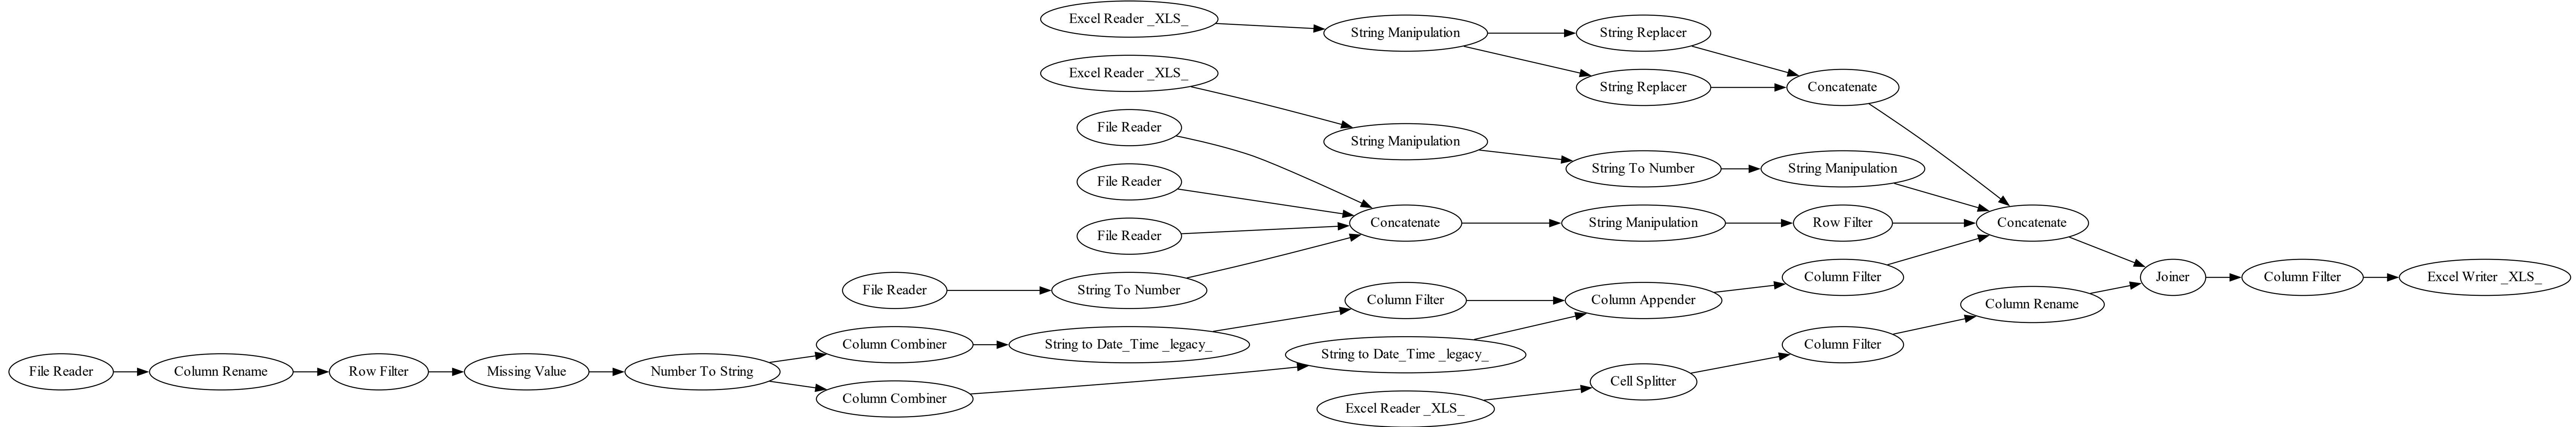 Excel Reader _XLS_
String Manipulation
String Replacer
Excel Reader _XLS_
String Replacer
Concatenate
File Reader
String Manipulation
String To Number
String Manipulation
File Reader
File Reader
Concatenate
String Manipulation
Row Filter
Concatenate
File Reader
String To Number
Column Filter
Column Appender
Column Filter
Column Rename
Joiner
Column Filter
Excel Writer _XLS_
File Reader
Column Rename
Row Filter
Missing Value
Number To String
Column Combiner
String to Date_Time _legacy_
String to Date_Time _legacy_
Column Filter
Column Combiner
Cell Splitter
Excel Reader _XLS_